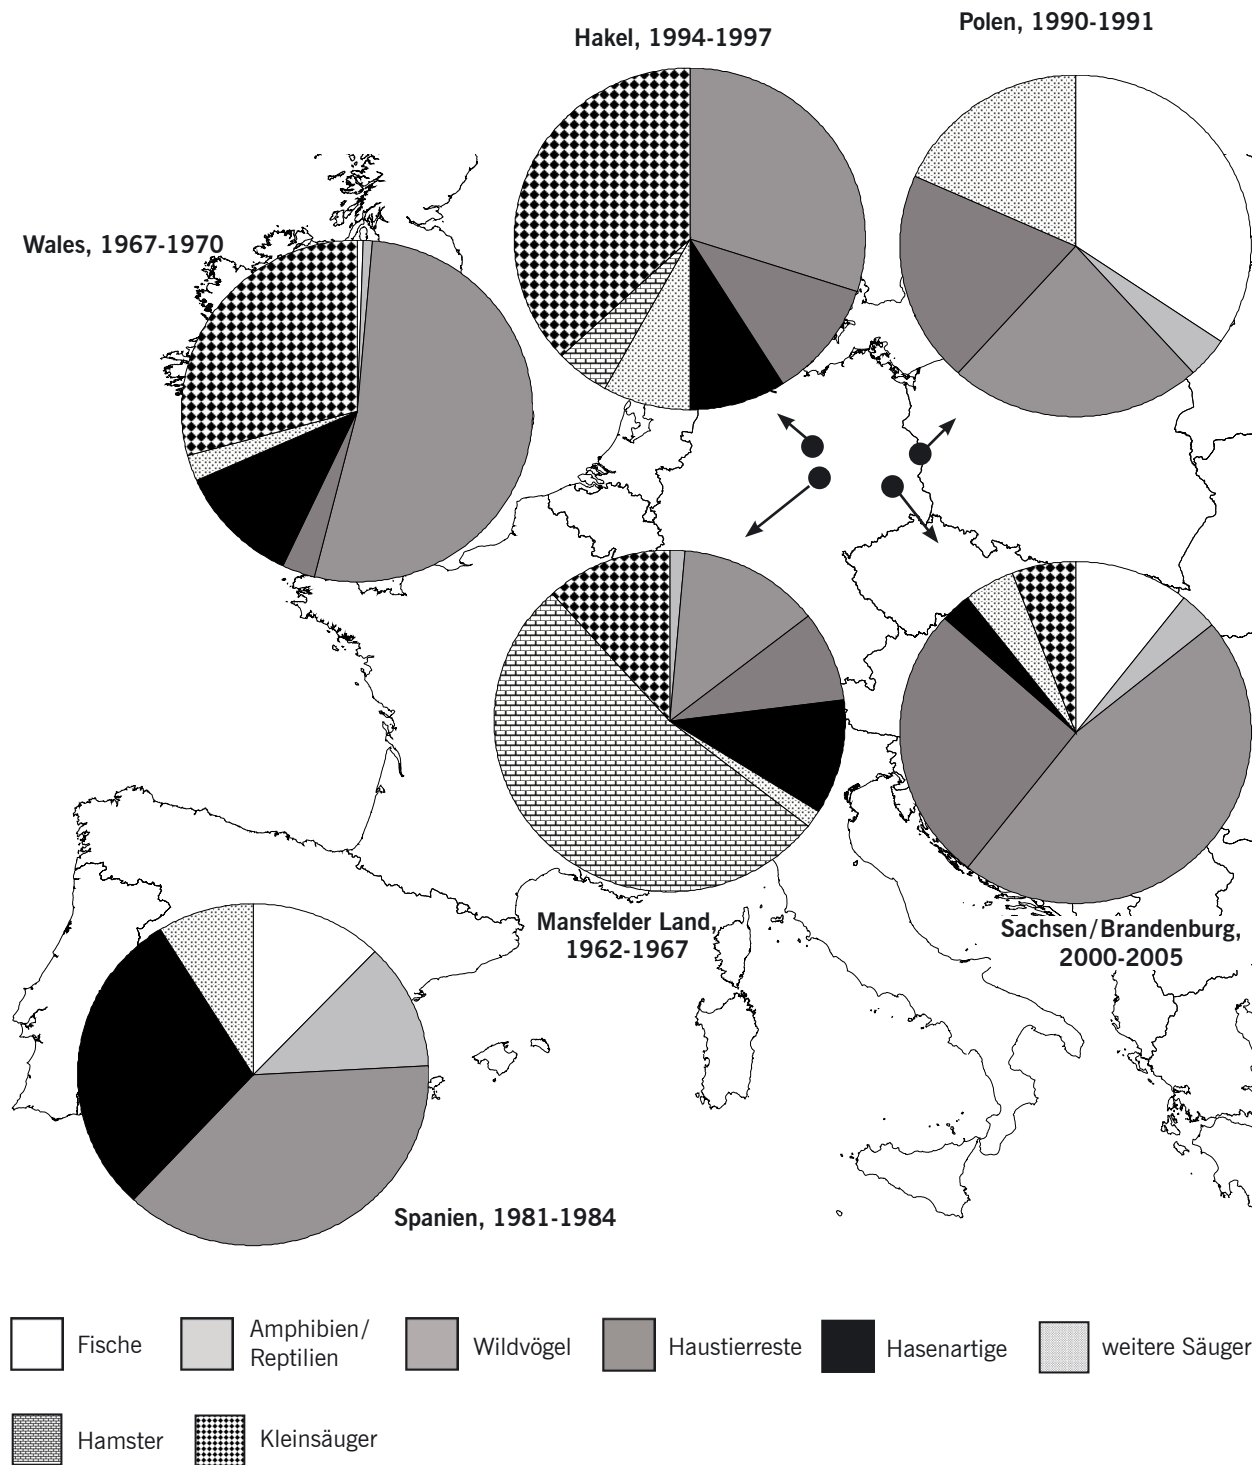 Hakel, 1994-1997
Polen, 1990-1991
Wales, 1967-1970
Mansfelder Land,
1962-1967
Sachsen/Brandenburg,
2000-2005
Spanien, 1981-1984
Fische
Amphibien/
Reptilien
Wildvögel
Haustierreste
Hasenartige
weitere Säuger
Hamster
Kleinsäuger